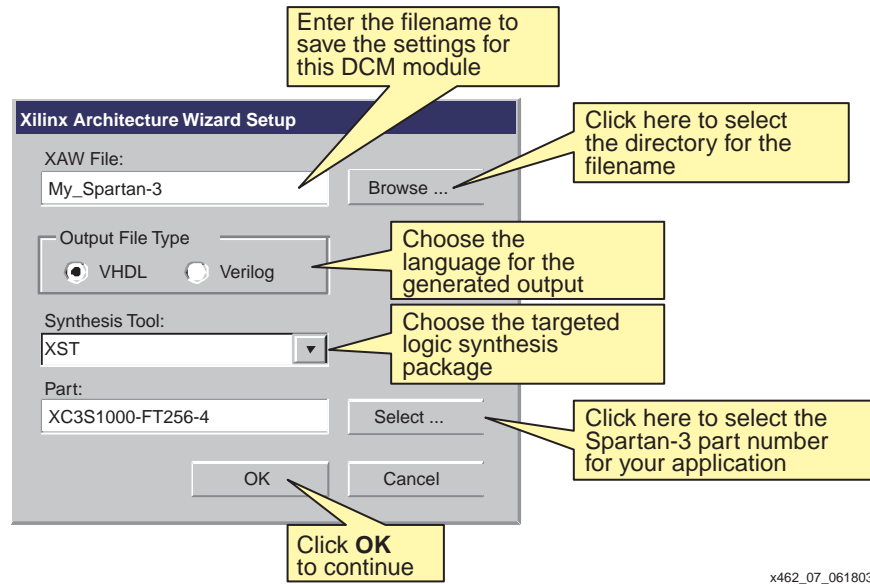 Enter the filename to
save the settings for
this DCM module
Xilinx Architecture Wizard Setup
Click here to select
the directory for the
filename
XAW File:
My_Spartan-3
Browse ...
Output File Type
VHDL
Verilog
Choose the
language for the
generated output
Synthesis Tool:
XST
Choose the targeted
logic synthesis
package
Part:
XC3S1000-FT256-4
Select ...
Click here to select the
Spartan-3 part number
for your application
OK
Cancel
Click OK
to continue
x462_07_061803